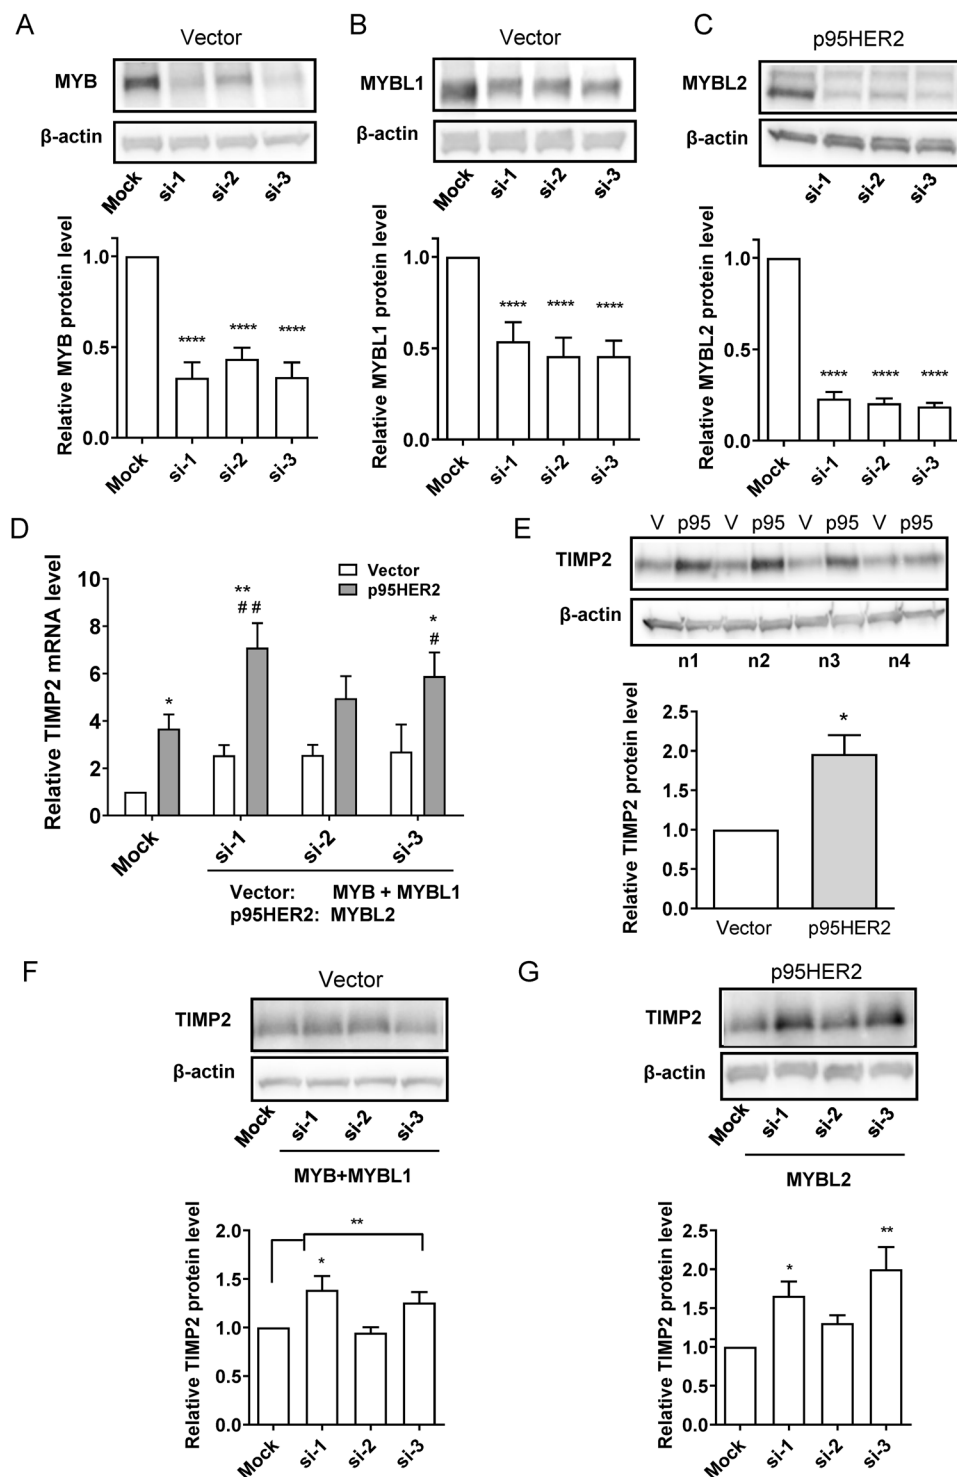 A
Vector
MYB
β-actin
Mock
si-1
si-2
si-3
Relative MYB protein level
1.0
0.5
0.0
****
****
****
Mock
si-1
si-2
si-3
B
Vector
MYBL1
β-actin
Mock
si-1
si-2
si-3
Relative MYBL1 protein level
1.0
0.5
0.0
****
****
****
Mock
si-1
si-2
si-3
C
p95HER2
MYBL2
β-actin
si-1
si-2
si-3
Relative MYBL2 protein level
1.0
0.5
0.0
****
****
****
Mock
si-1
si-2
si-3
D
Relative TIMP2 mRNA level
10
8
6
4
2
0
Vector
p95HER2
*
**
# #
*
#
Mock
si-1
si-2
si-3
Vector: MYB + MYBL1
p95HER2: MYBL2
E
V p95 V p95 V p95 V p95
TIMP2
β-actin
n1 n2 n3 n4
Relative TIMP2 protein level
2.5
2.0
1.5
1.0
0.5
0.0
*
Vector
p95HER2
F
Vector
TIMP2
β-actin
Mock
si-1
si-2
si-3
MYB+MYBL1
Relative TIMP2 protein level
2.0
1.5
1.0
0.5
0.0
**
*
Mock
si-1
si-2
si-3
G
p95HER2
TIMP2
β-actin
Mock
si-1
si-2
si-3
MYBL2
Relative TIMP2 protein level
2.5
2.0
1.5
1.0
0.5
0.0
*
**
Mock
si-1
si-2
si-3